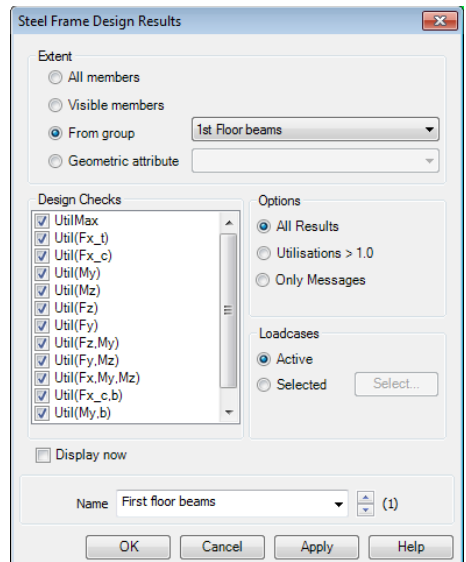 Steel Frame Design Results
Extent
All members
Visible members
From group 1st Floor beams
Geometric attribute
Design Checks
UtilMax
Util(Fx_t)
Util(Fx_c)
Util(My)
Util(Mz)
Util(Fz)
Util(Fy)
Util(Fz,My)
Util(Fy,Mz)
Util(Fx,My,Mz)
Util(Fx_c,b)
Util(My,b)
Options
All Results
Utilisations > 1.0
Only Messages
Loadcases
Active
Selected Select...
Display now
Name First floor beams (1)
OK Cancel Apply Help